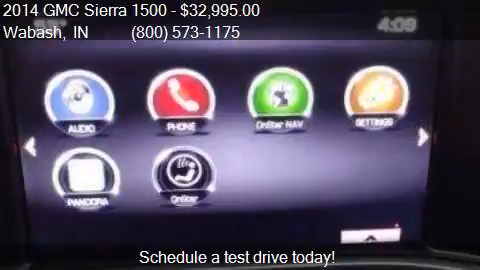 2014 GMC Sierra 1500 - $32,995.00
Wabash, IN (800) 573-1175
4:09
AUDIO PHONE OnStar NAV SETTINGS
PANDORA OnStar
Schedule a test drive today!